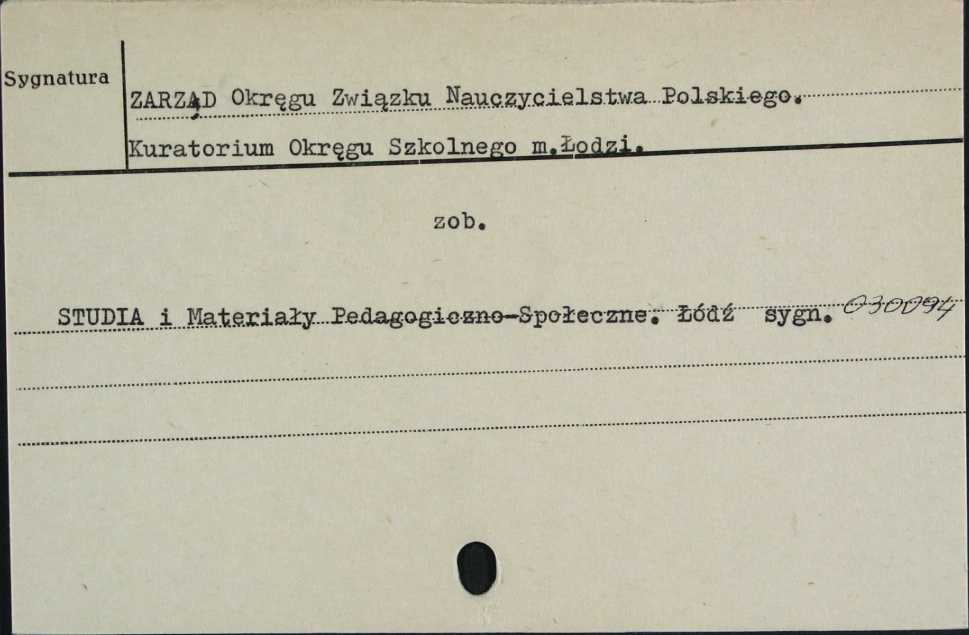 Sygnatura
ZARZĄD Okręgu Związku Nauczycielstwa Polskiego.
Kuratorium Okręgu Szkolnego m.Łodzi.
zob.
STUDIA i Materiały Pedagogiczno-Społeczne. Łódź sygn. 030094